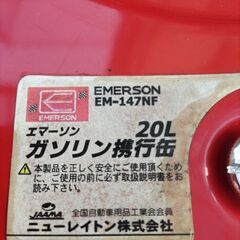 EMERSON
EMERSON
EM-147NF
エマーソン
20L
ガソリン携行缶
本製品を正しく安全にご使用頂くために、
ご使用の前に必ず取扱説明書を
お読みください。
JAAMA
全国自動車用品工業会会員
ニューレイトン株式会社